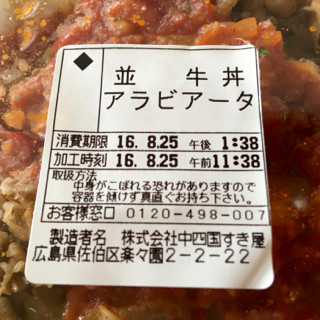 並 牛丼
アラビアータ
消費期限 16. 8.25 午後 1:38
加工時刻 16. 8.25 午前11:38
取扱方法
中身がこぼれる恐れがありますので
容器を傾けず真直ぐお持ち下さい。
お客様窓口 0120-498-007
製造者名 株式会社中四国すき屋
広島県佐伯区楽々園2-2-22